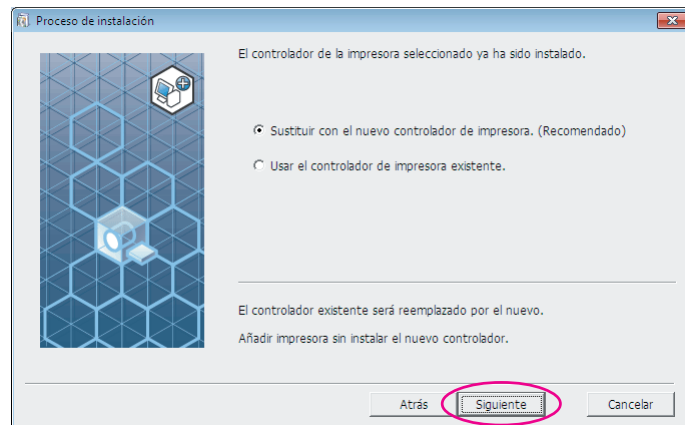 Proceso de instalación
El controlador de la impresora seleccionado ya ha sido instalado.
Sustituir con el nuevo controlador de impresora. (Recomendado)
Usar el controlador de impresora existente.
El controlador existente será reemplazado por el nuevo.
Añadir impresora sin instalar el nuevo controlador.
Atrás Siguiente Cancelar